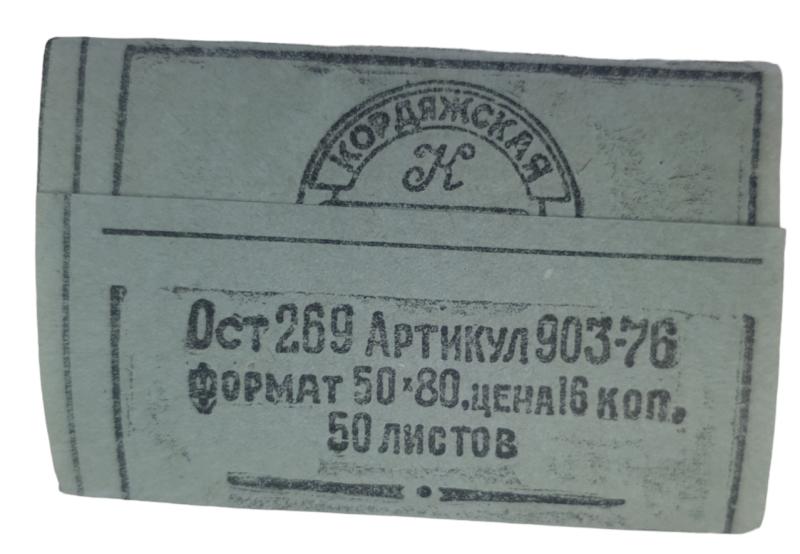 КОРДЯЖСКАЯ
К
Ост 269 Артикул 903-76
Формат 50×80. цена 16 коп.
50 листов